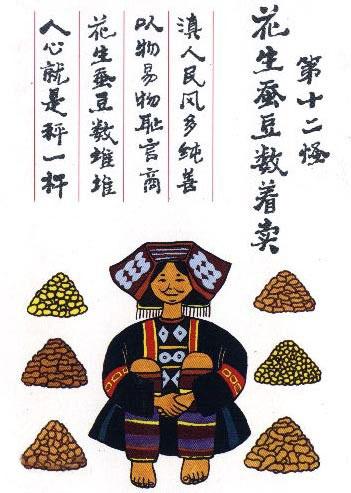 第十二怪
花生蚕豆数着卖
滇人民风多纯善
以物易物耻言商
花生蚕豆数堆堆
人心就是秤一杆